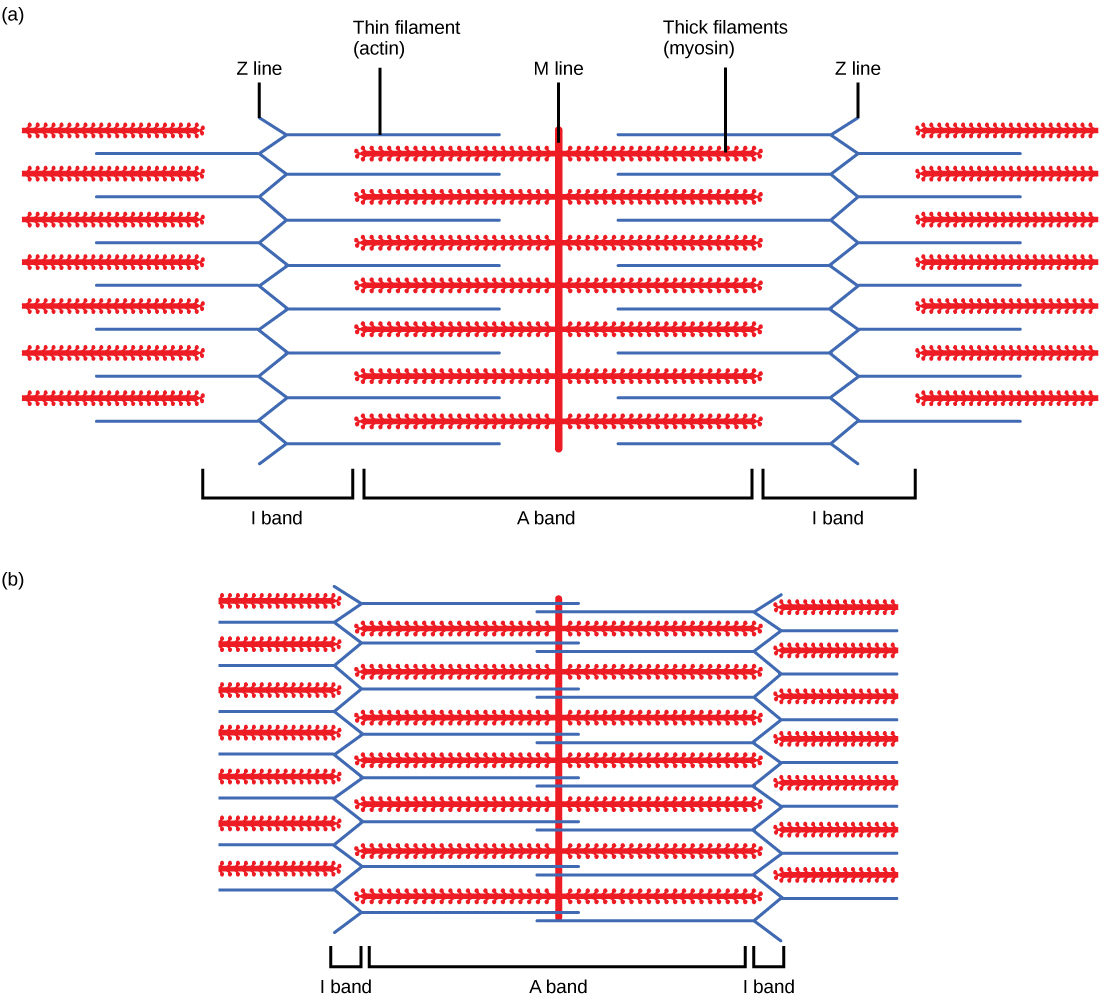 (a)
Thin filament
(actin)
Thick filaments
(myosin)
Z line
M line
Z line
I band
A band
I band
(b)
I band
A band
I band